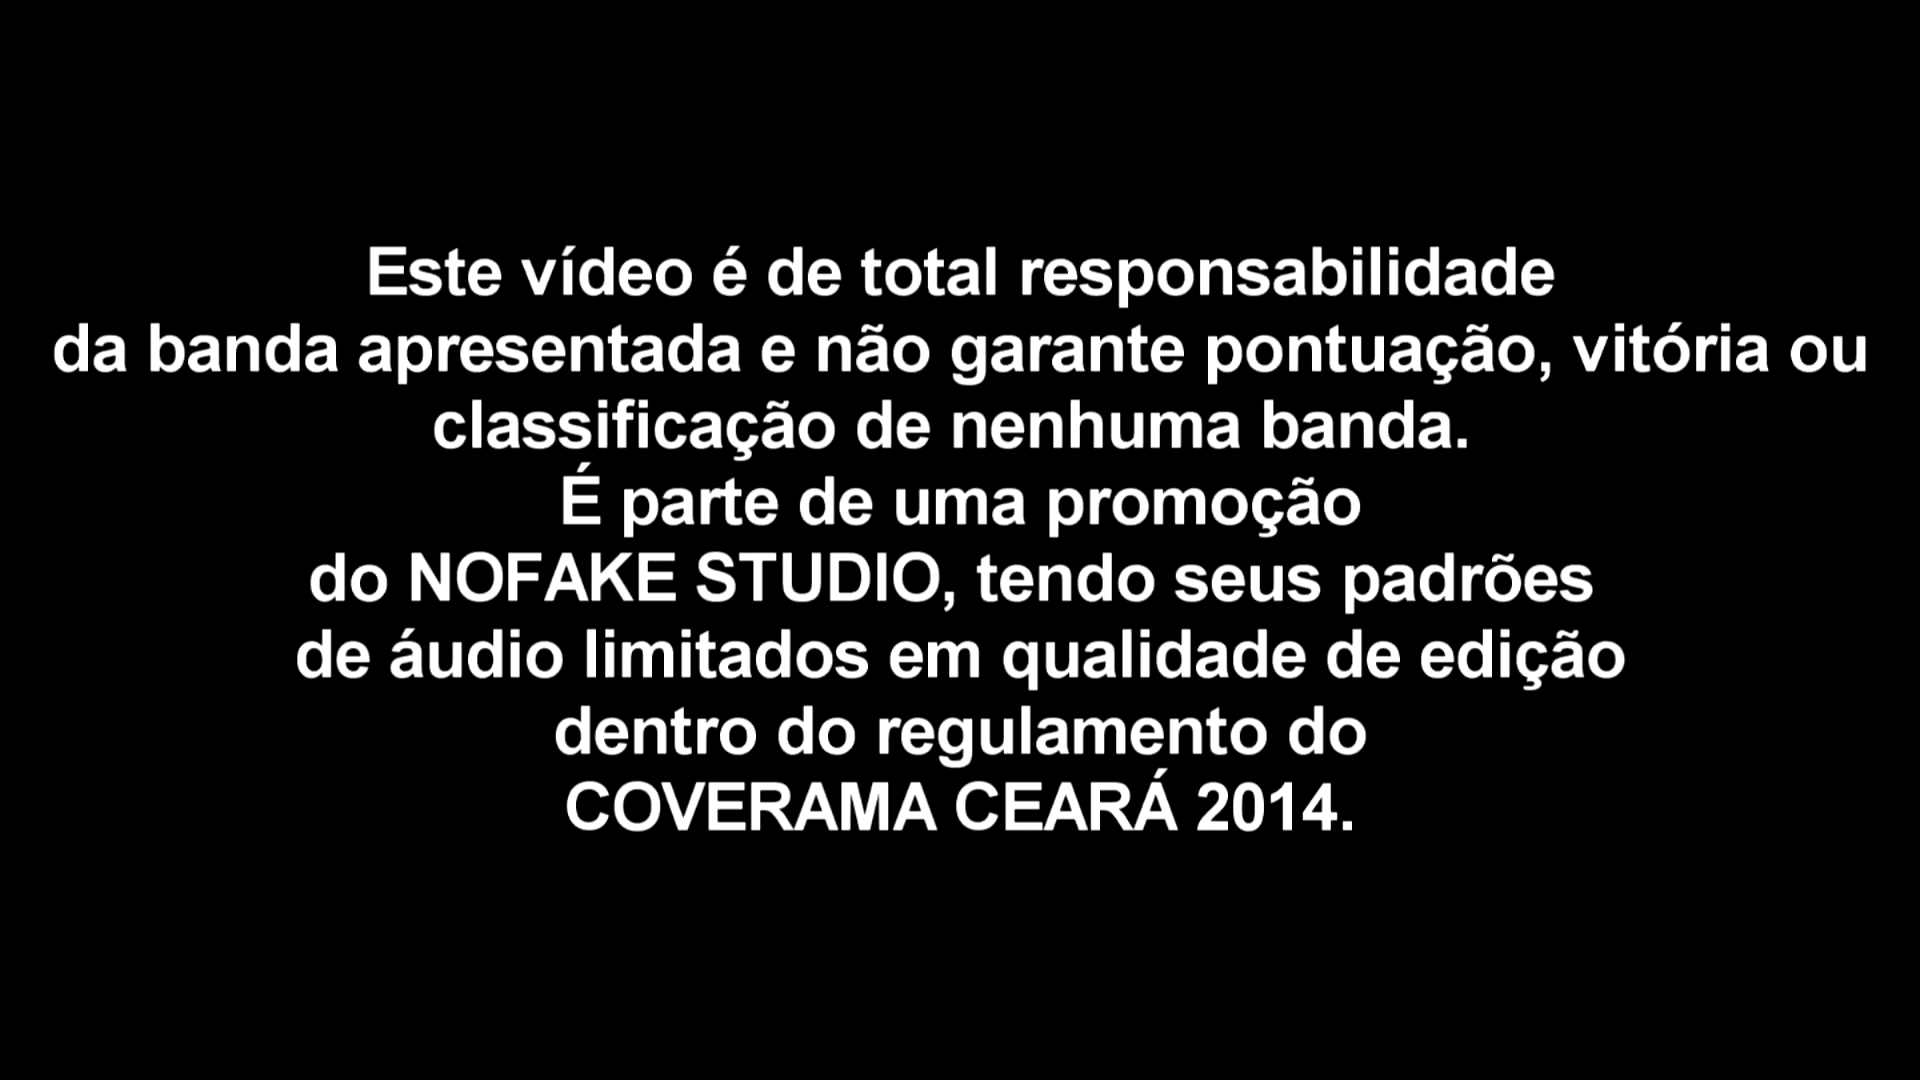 Este vídeo é de total responsabilidade
da banda apresentada e não garante pontuação, vitória ou
classificação de nenhuma banda.
É parte de uma promoção
do NOFAKE STUDIO, tendo seus padrões
de áudio limitados em qualidade de edição
dentro do regulamento do
COVERAMA CEARÁ 2014.